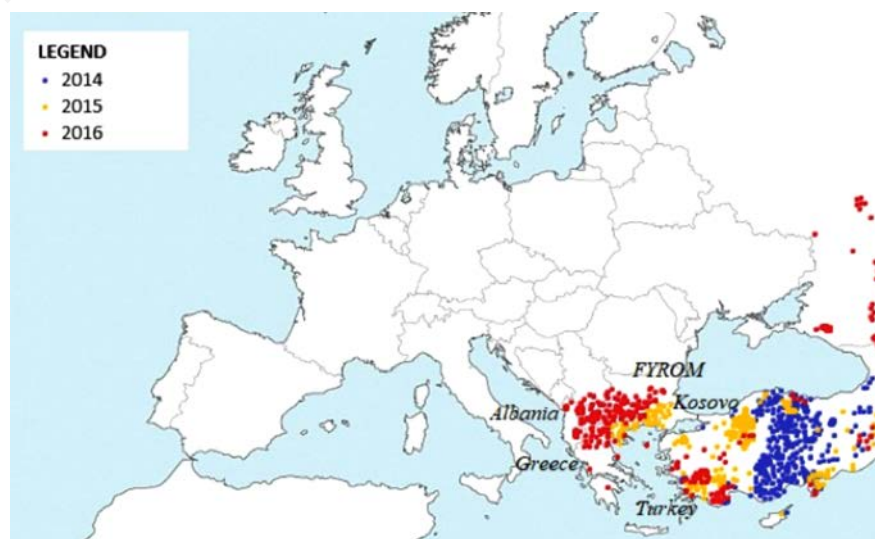 LEGEND
2014
2015
2016
FYROM
Kosovo
Albania
Greece
Turkey